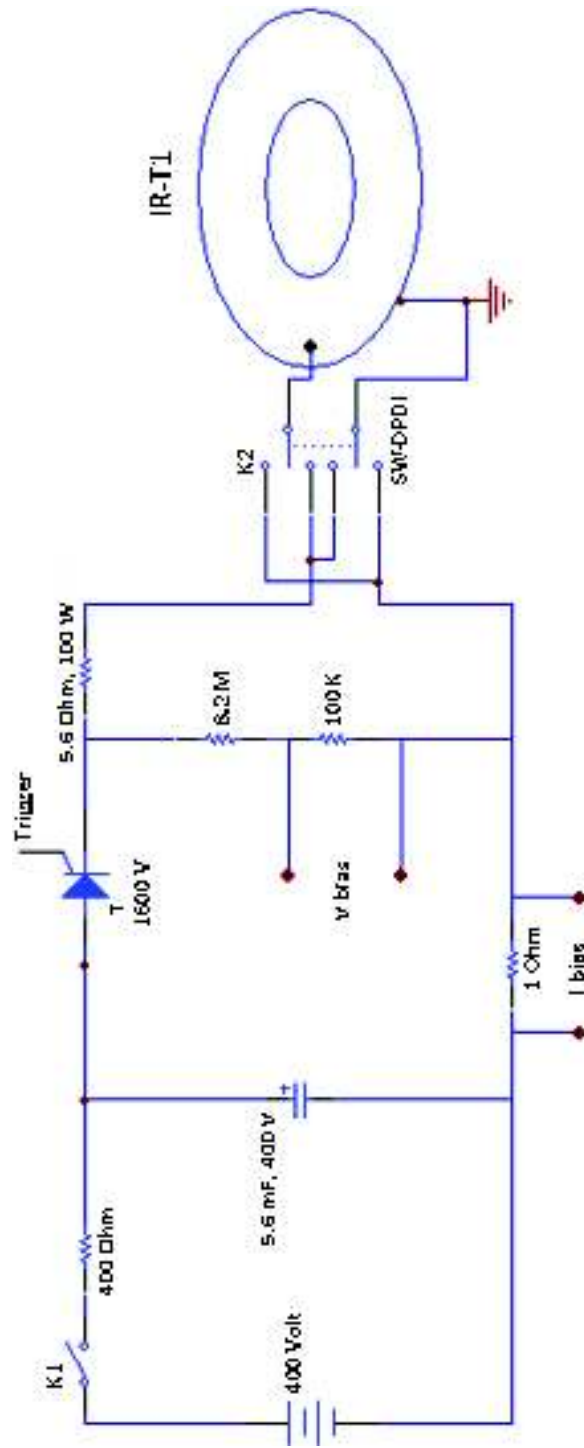 K1
400 Ohm
400 Volt
5.6 mF, 400 V
+
Trigger
T
1600 V
5.6 Ohm, 100 W
8.2 M
100 K
V bias
1 Ohm
I bias
K2
SW-DPDT
IR-T1